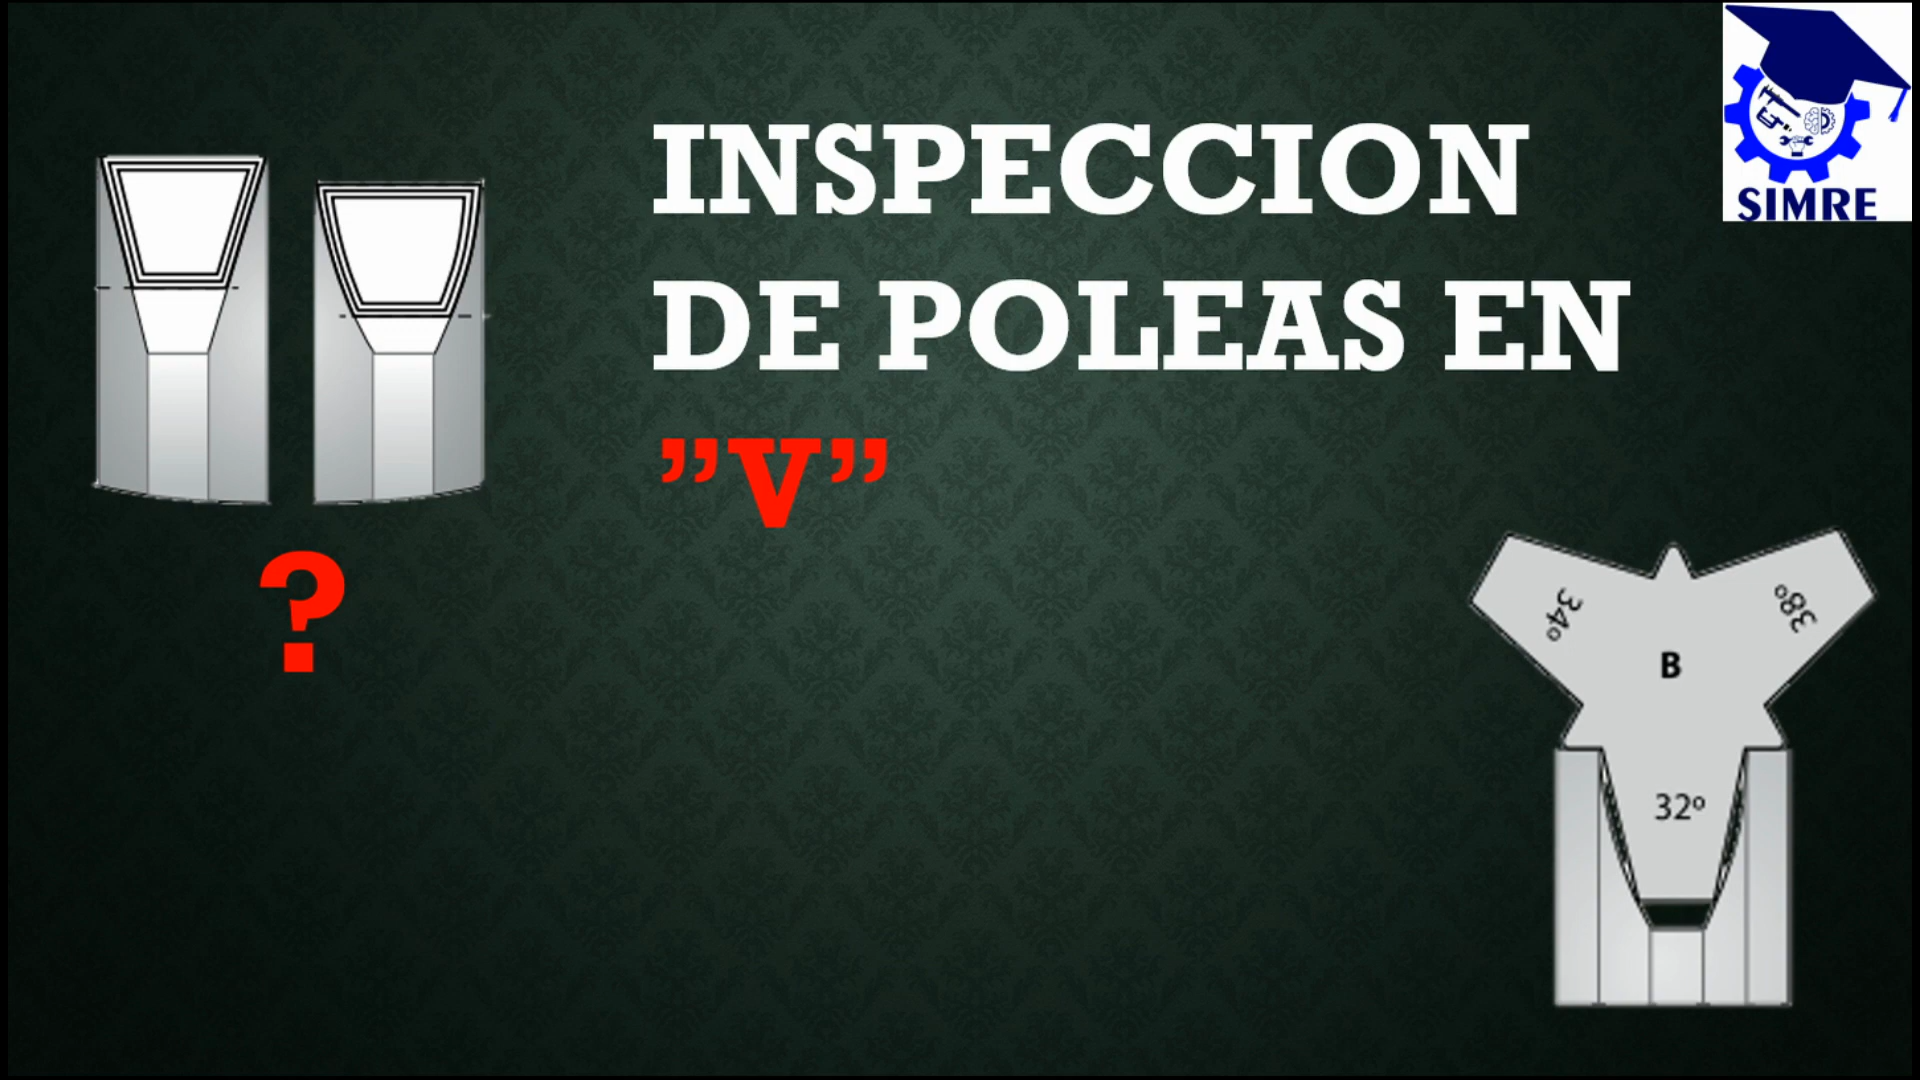 INSPECCION
DE POLEAS EN
”V”
SIMRE
?
34º
38º
B
32º